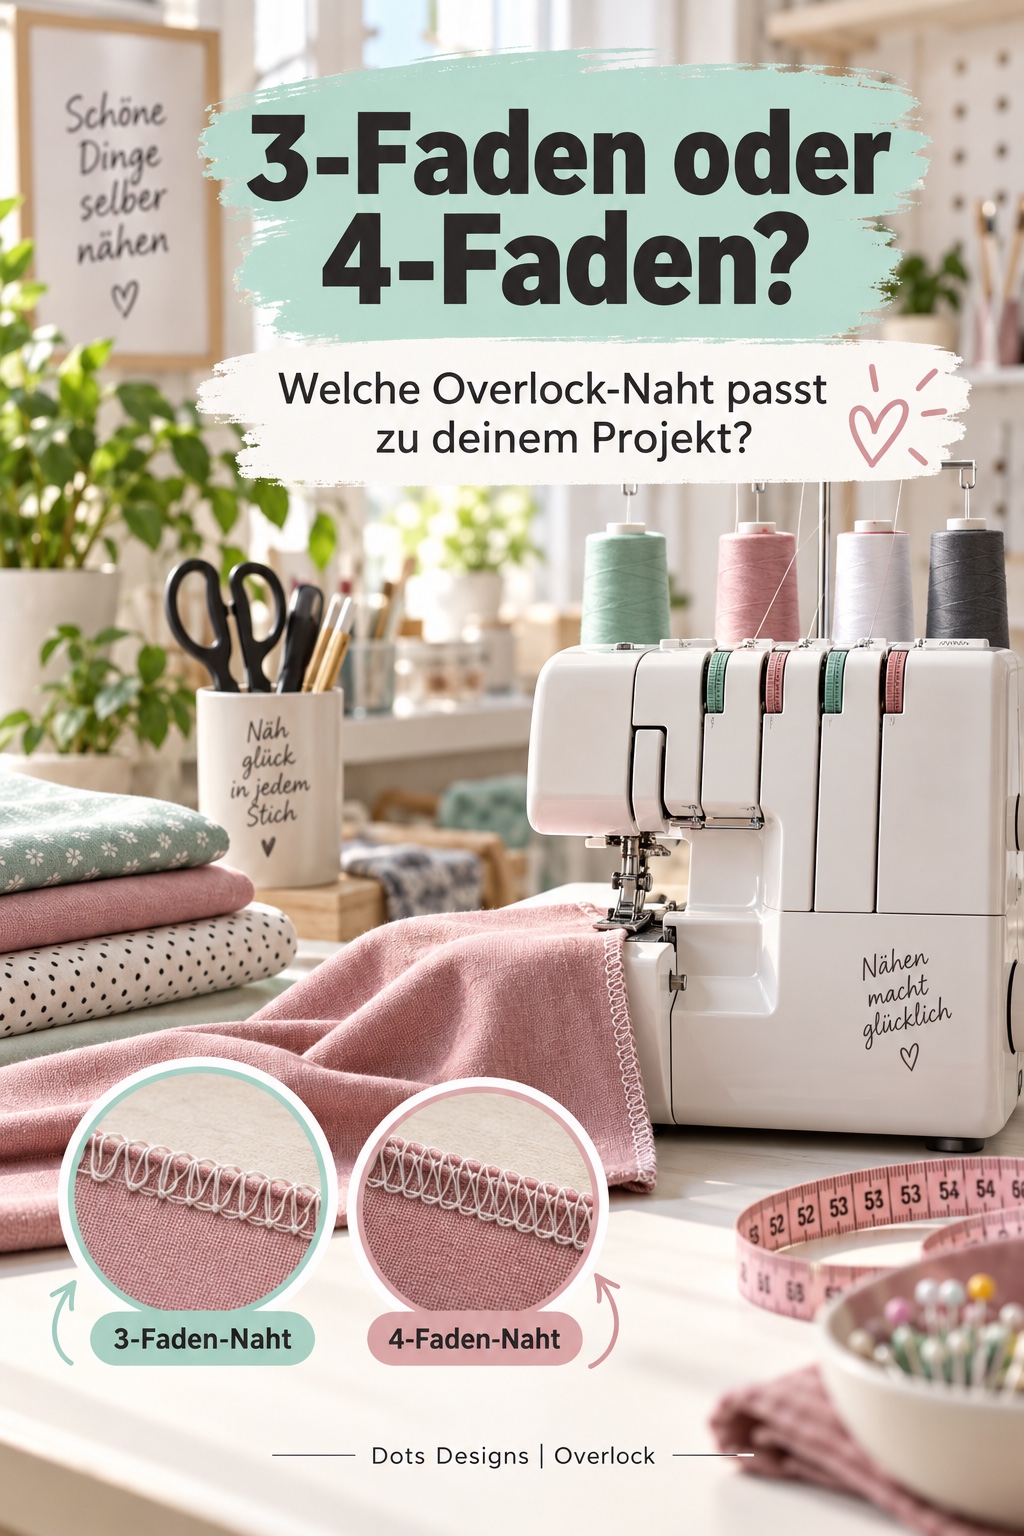 Schöne
Dinge
selber
nähen
3-Faden oder
4-Faden?
Welche Overlock-Naht passt
zu deinem Projekt?
Näh
glück
in jedem
Stich
Nähen
macht
glücklich
52 52 53 53 53 54 54
3-Faden-Naht
4-Faden-Naht
Dots Designs | Overlock